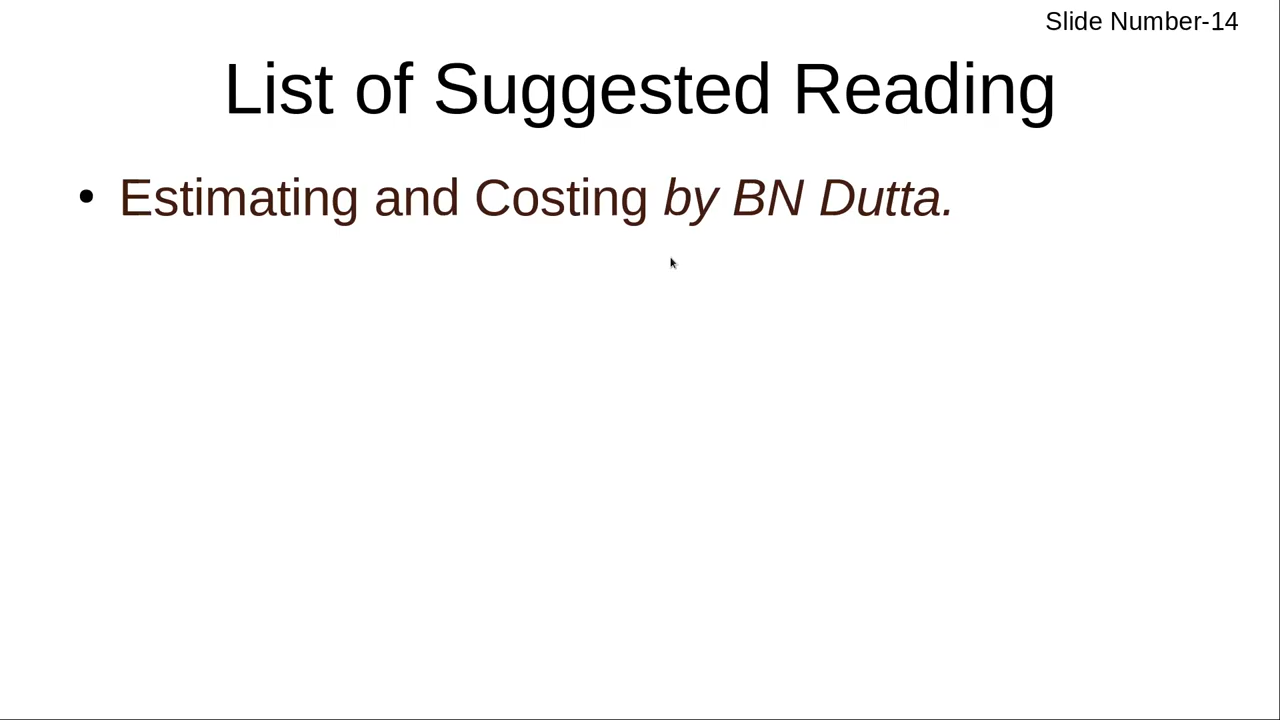 Slide Number-14
List of Suggested Reading
• Estimating and Costing by BN Dutta.